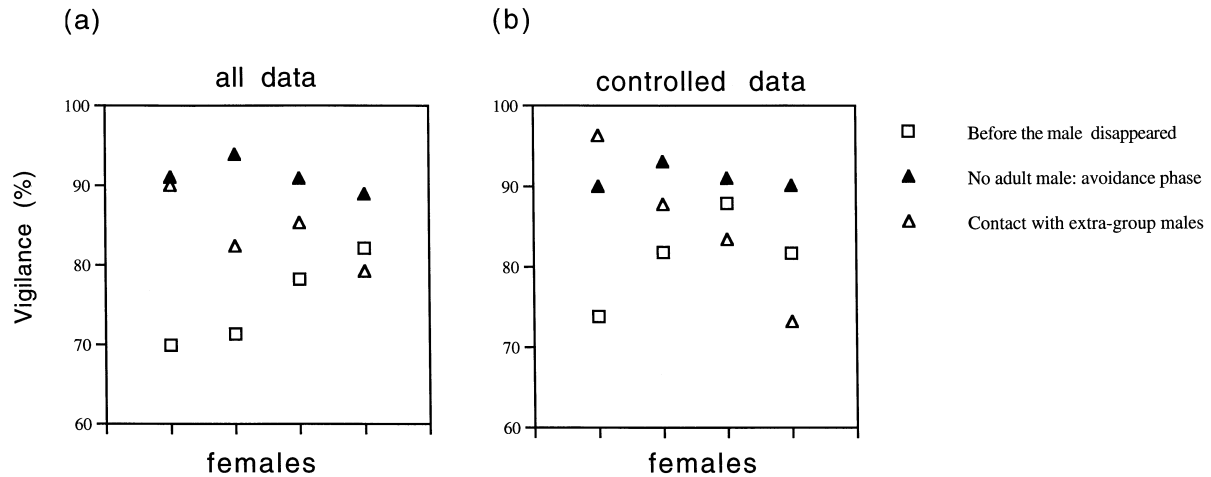 (a)
all data
100
90
80
70
60
Vigilance (%)
females
(b)
controlled data
100
90
80
70
60
females
Before the male disappeared
No adult male: avoidance phase
Contact with extra-group males